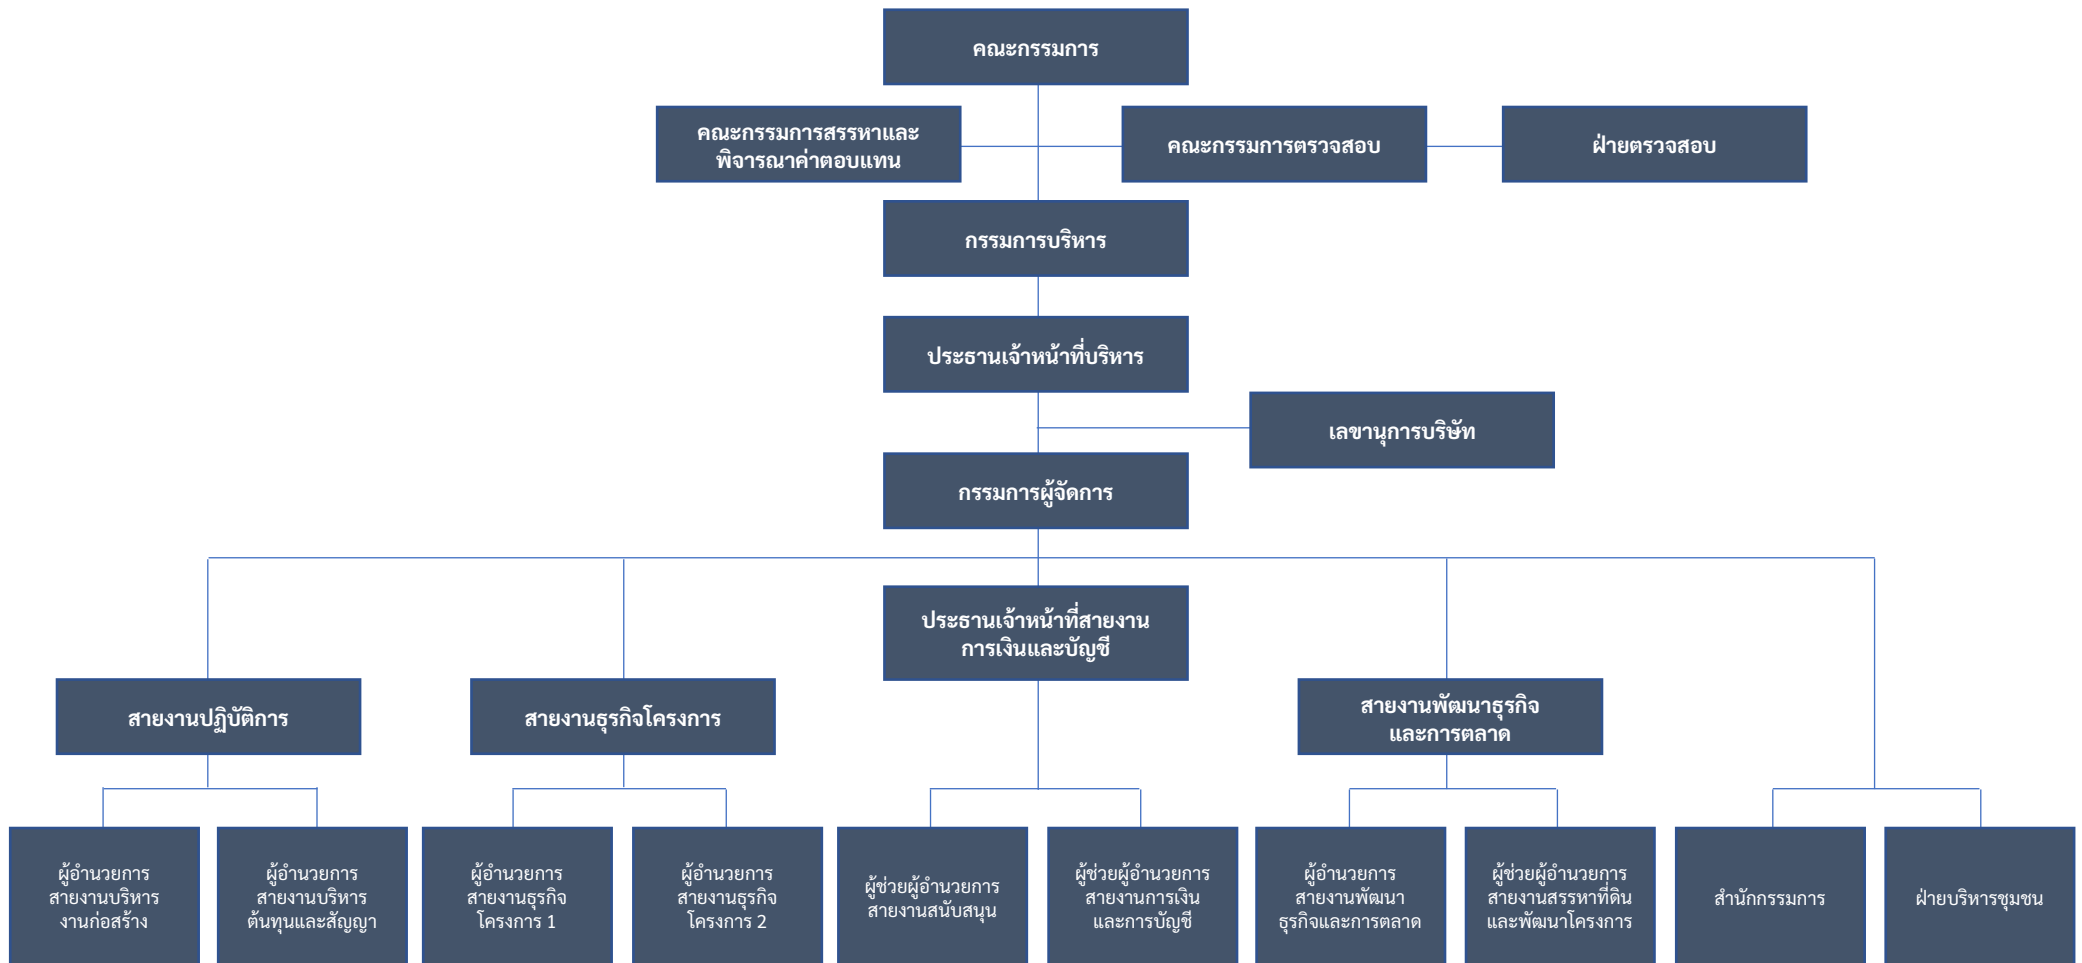 คณะกรรมการ
คณะกรรมการสรรหาและ
พิจารณาค่าตอบแทน
คณะกรรมการตรวจสอบ
ฝ่ายตรวจสอบ
กรรมการบริหาร
ประธานเจ้าหน้าที่บริหาร
เลขานุการบริษัท
กรรมการผู้จัดการ
ประธานเจ้าหน้าที่สายงาน
การเงินและบัญชี
สายงานปฏิบัติการ
สายงานธุรกิจโครงการ
สายงานพัฒนาธุรกิจ
และการตลาด
ผู้อำนวยการ
สายงานบริหาร
งานก่อสร้าง
ผู้อำนวยการ
สายงานบริหาร
ต้นทุนและสัญญา
ผู้อำนวยการ
สายงานธุรกิจ
โครงการ 1
ผู้อำนวยการ
สายงานธุรกิจ
โครงการ 2
ผู้ช่วยผู้อำนวยการ
สายงานสนับสนุน
ผู้ช่วยผู้อำนวยการ
สายงานการเงิน
และการบัญชี
ผู้อำนวยการ
สายงานพัฒนา
ธุรกิจและการตลาด
ผู้ช่วยผู้อำนวยการ
สายงานสรรหาที่ดิน
และพัฒนาโครงการ
สำนักกรรมการ
ฝ่ายบริหารชุมชน